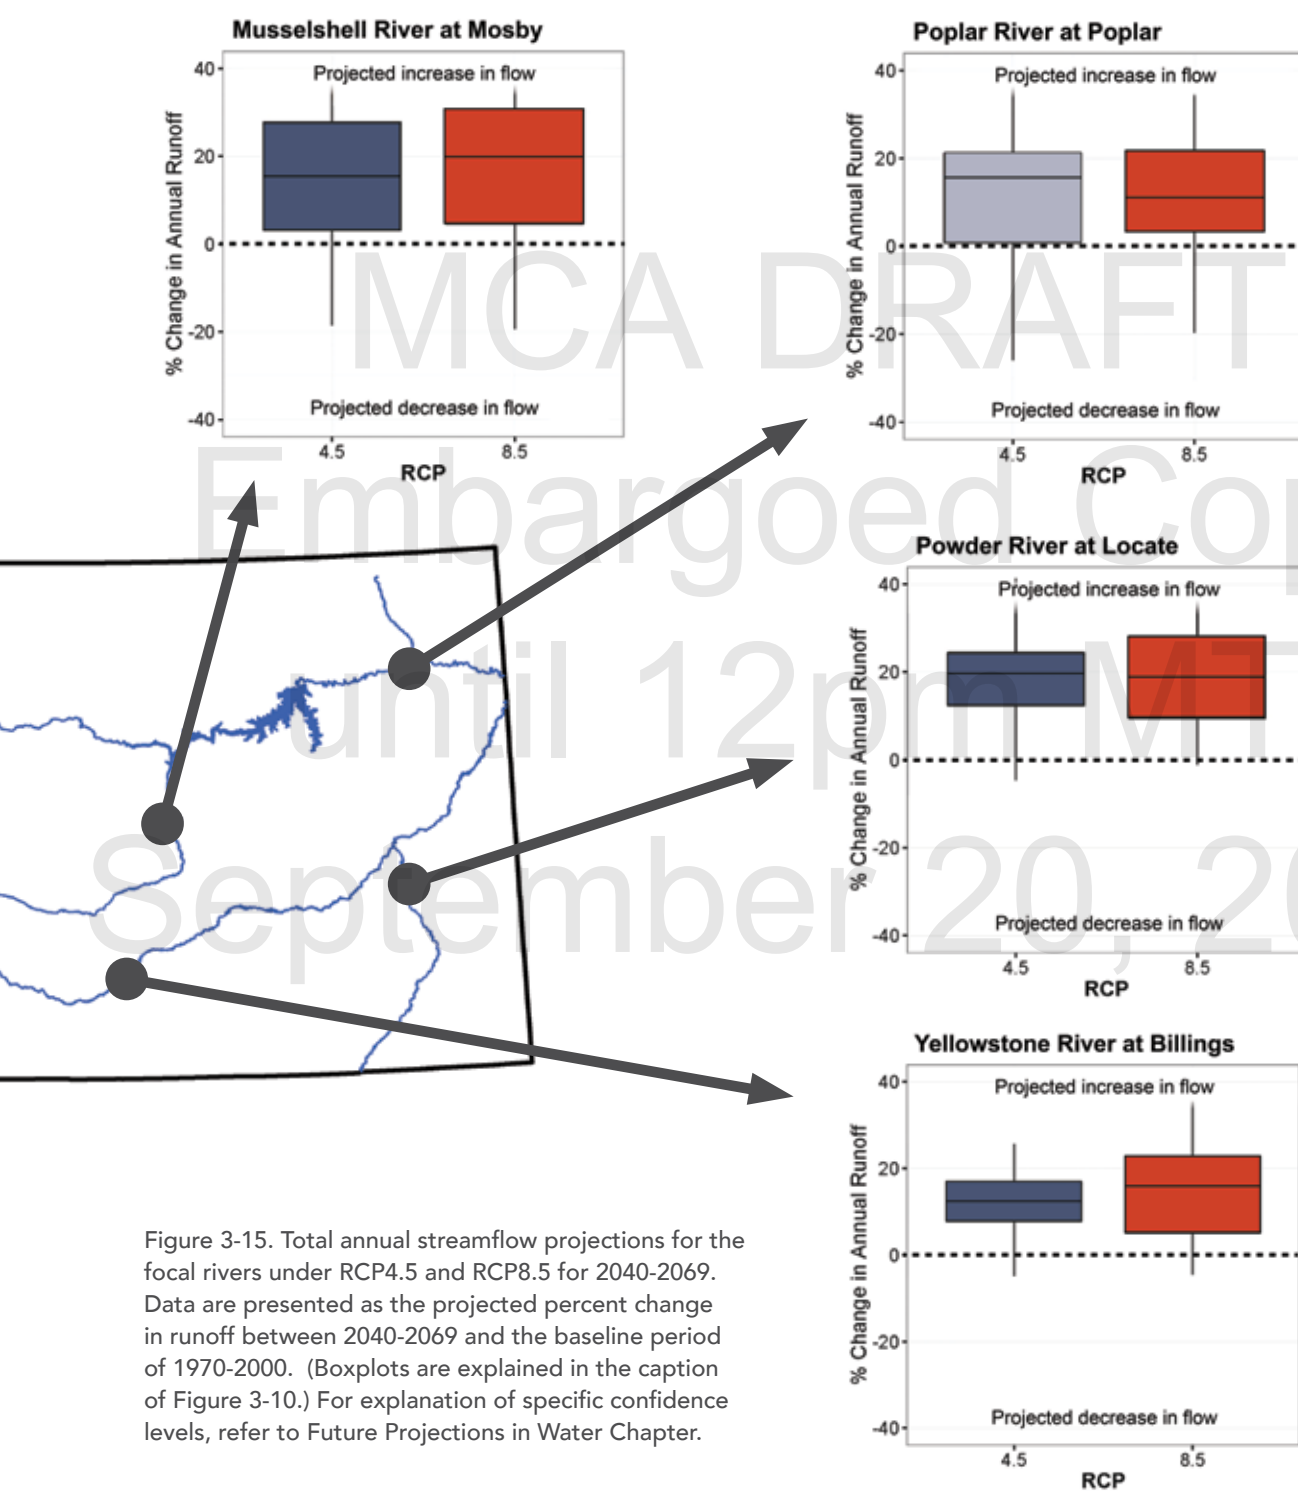 Musselshell River at Mosby
% Change in Annual Runoff
40
20
0
-20
-40
Projected increase in flow
Projected decrease in flow
4.5
8.5
RCP
Poplar River at Poplar
% Change in Annual Runoff
40
20
0
-20
-40
Projected increase in flow
Projected decrease in flow
4.5
8.5
RCP
Powder River at Locate
% Change in Annual Runoff
40
20
0
-20
-40
Projected increase in flow
Projected decrease in flow
4.5
8.5
RCP
Yellowstone River at Billings
% Change in Annual Runoff
40
20
0
-20
-40
Projected increase in flow
Projected decrease in flow
4.5
8.5
RCP
Figure 3-15. Total annual streamflow projections for the
focal rivers under RCP4.5 and RCP8.5 for 2040-2069.
Data are presented as the projected percent change
in runoff between 2040-2069 and the baseline period
of 1970-2000. (Boxplots are explained in the caption
of Figure 3-10.) For explanation of specific confidence
levels, refer to Future Projections in Water Chapter.
MCA DRAFT
Embargoed
until 12pm MT
September 20,